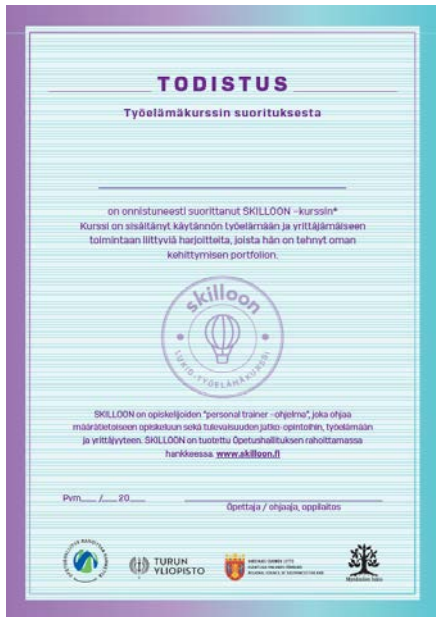 TODISTUS
Työelämäkurssin suorituksesta
on onnistuneesti suorittanut SKILLOON -kurssin*
Kurssi on sisältänyt käytännön työelämään ja yrittäjämäiseen
toimintaan liittyviä harjoitteita, joista hän on tehnyt oman
kehittymisen portfolion.
skilloon
LUKIO-TYÖELÄMÄKURSSI
SKILLOON on opiskelijoiden "personal trainer -ohjelma", joka ohjaa
määrätietoiseen opiskeluun sekä tulevaisuuden jatko-opintoihin, työelämään
ja yrittäjyyteen. SKILLOON on tuotettu Opetushallituksen rahoittamassa
hankkeessa. www.skilloon.fi
Pvm___ /___ 20___
Opettaja / ohjaaja, oppilaitos
TURUN
YLIOPISTO